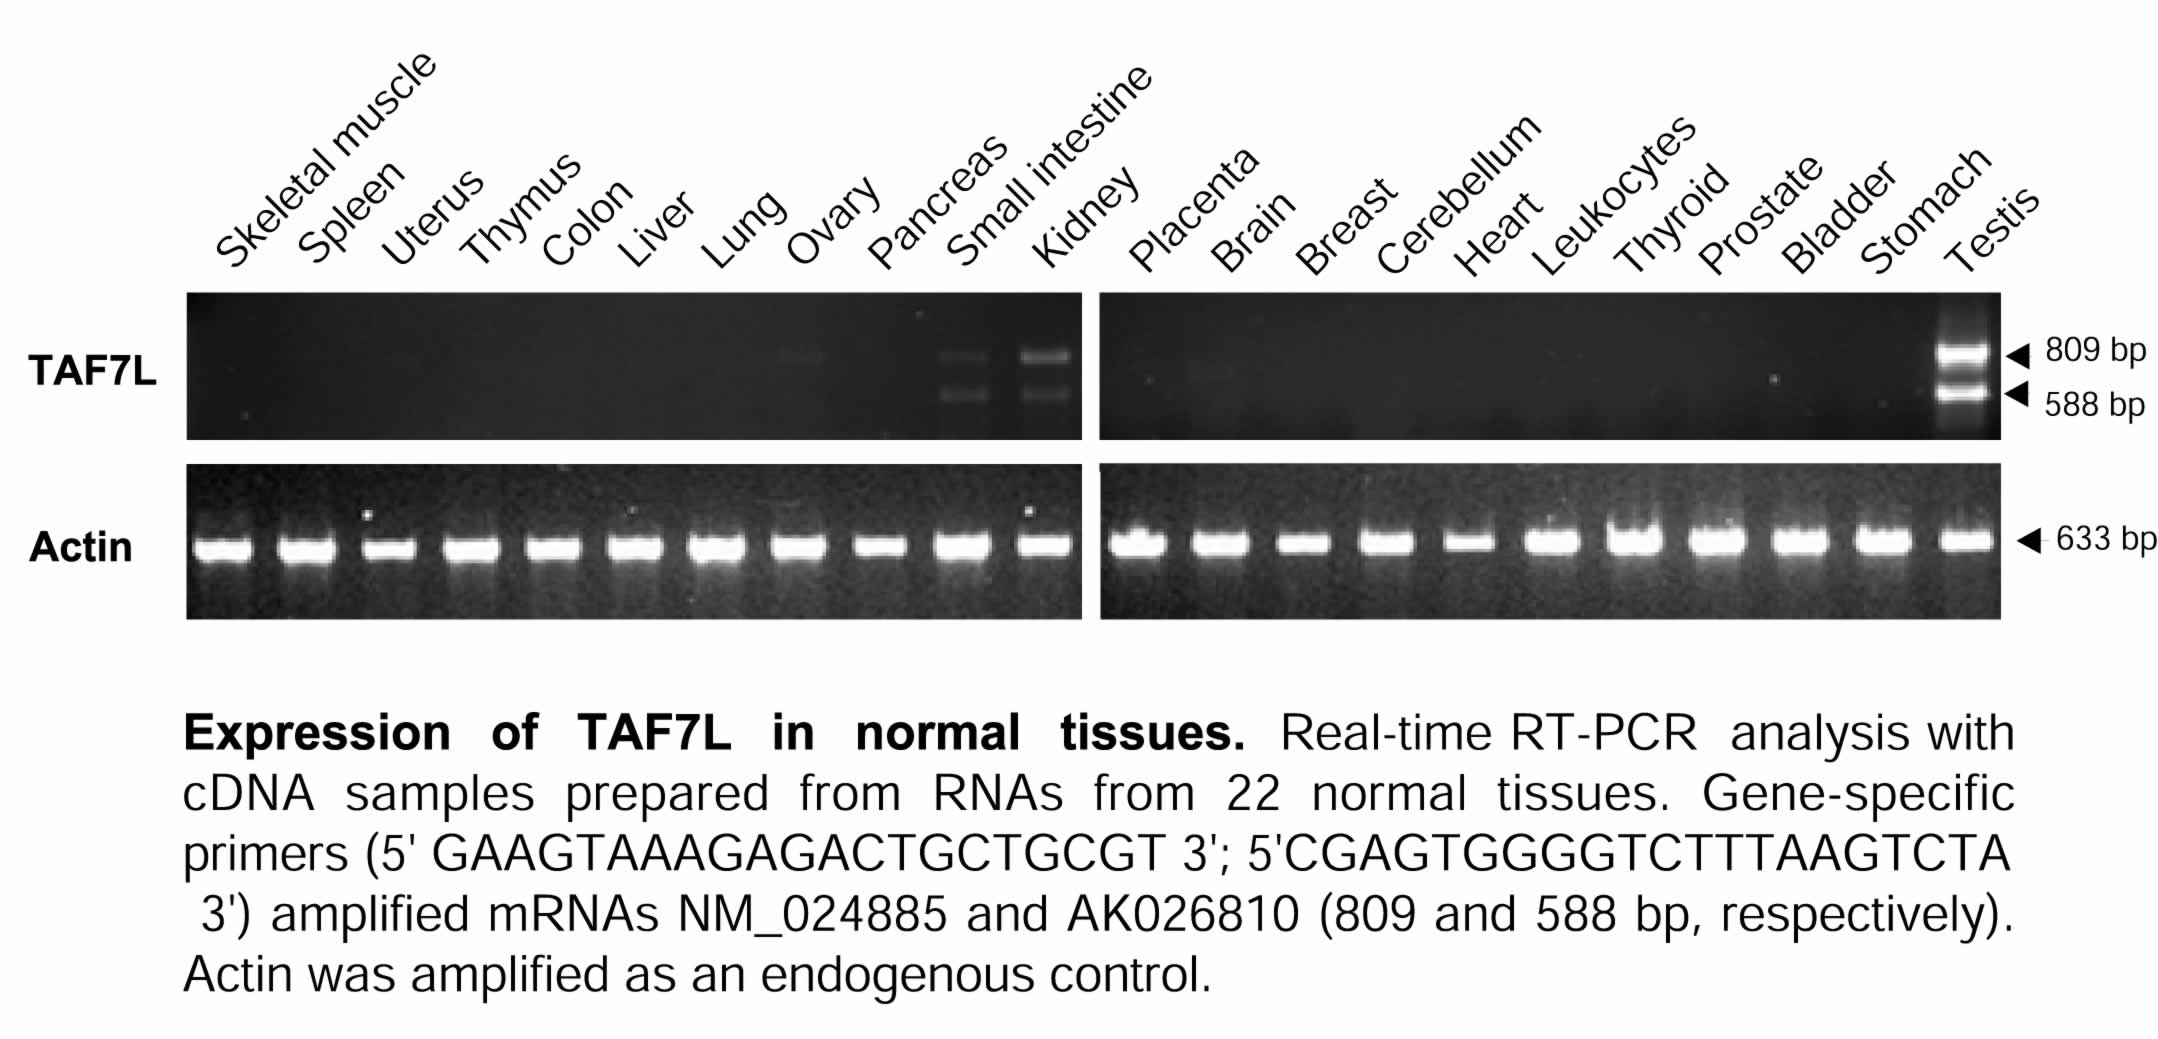 Skeletal muscle
Spleen
Uterus
Thymus
Colon
Liver
Lung
Ovary
Pancreas
Small intestine
Kidney
Placenta
Brain
Breast
Cerebellum
Heart
Leukocytes
Thyroid
Prostate
Bladder
Stomach
Testis
TAF7L
809 bp
588 bp
Actin
633 bp
Expression of TAF7L in normal tissues. Real-time RT-PCR analysis with
cDNA samples prepared from RNAs from 22 normal tissues. Gene-specific
primers (5' GAAGTAAAGAGACTGCTGCGT 3'; 5'CGAGTGGGGTCTTTAAGTCTA
3') amplified mRNAs NM_024885 and AK026810 (809 and 588 bp, respectively).
Actin was amplified as an endogenous control.